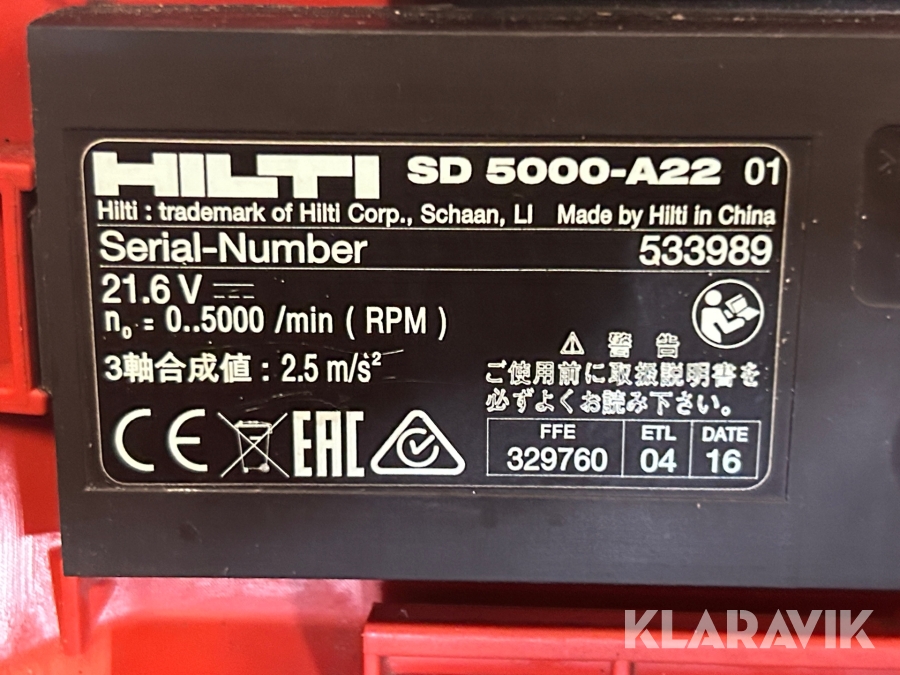 HILTI SD 5000-A22 01
Hilti : trademark of Hilti Corp., Schaan, LI Made by Hilti in China
Serial-Number 533989
21.6 V
n₀ = 0..5000 /min ( RPM )
3軸合成値 : 2.5 m/s²
⚠ 警告
ご使用前に取扱説明書を
必ずよくお読み下さい。
CE EAC
FFE ETL DATE
329760 04 16
KLARAVIK